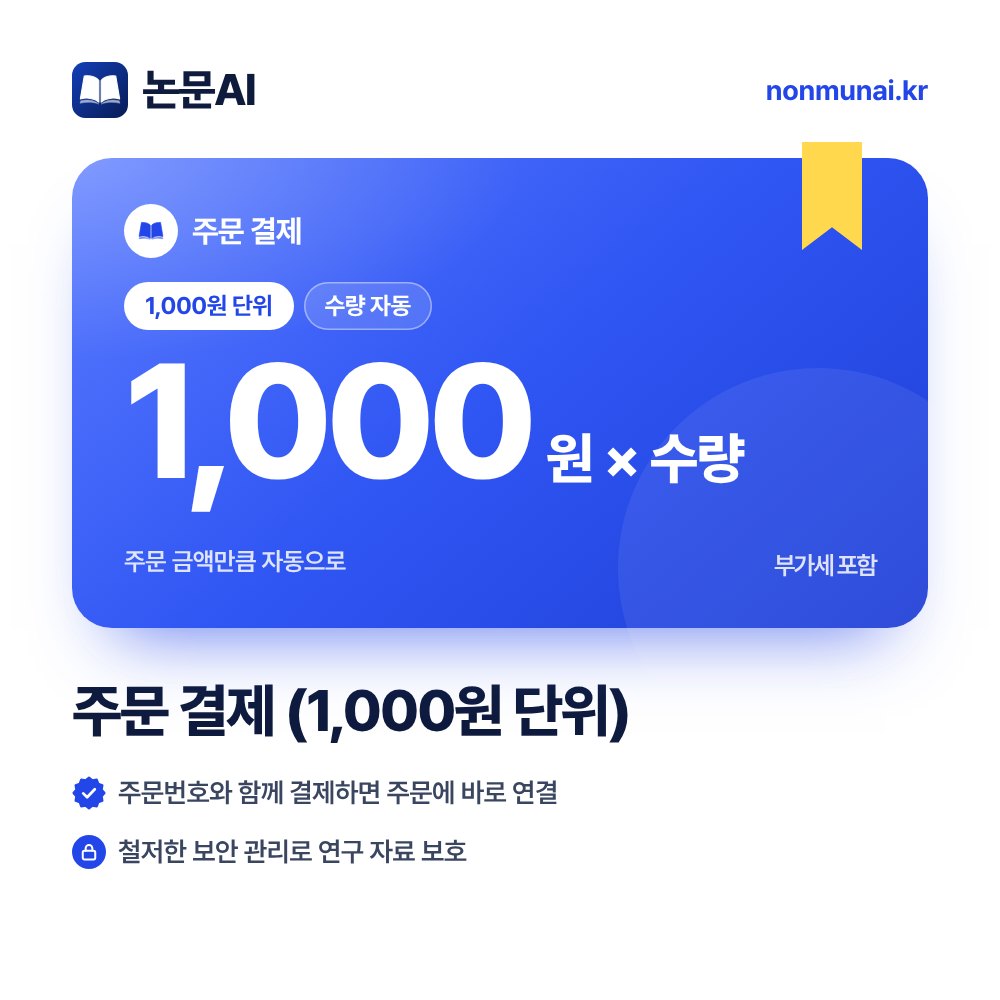 논문AI
nonmunai.kr
주문 결제
1,000원 단위
수량 자동
1,000 원 × 수량
주문 금액만큼 자동으로
부가세 포함
주문 결제 (1,000원 단위)
주문번호와 함께 결제하면 주문에 바로 연결
철저한 보안 관리로 연구 자료 보호